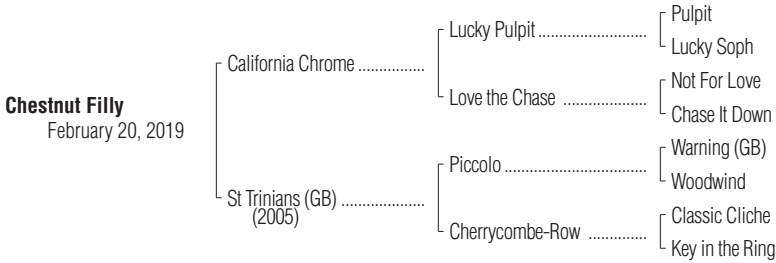 Chestnut Filly
February 20, 2019
California Chrome ................
St Trinians (GB) ....................
(2005)
Lucky Pulpit ..........................
Love the Chase ....................
Piccolo ...................................
Cherrycombe-Row ..............
Pulpit
Lucky Soph
Not For Love
Chase It Down
Warning (GB)
Woodwind
Classic Cliche
Key in the Ring